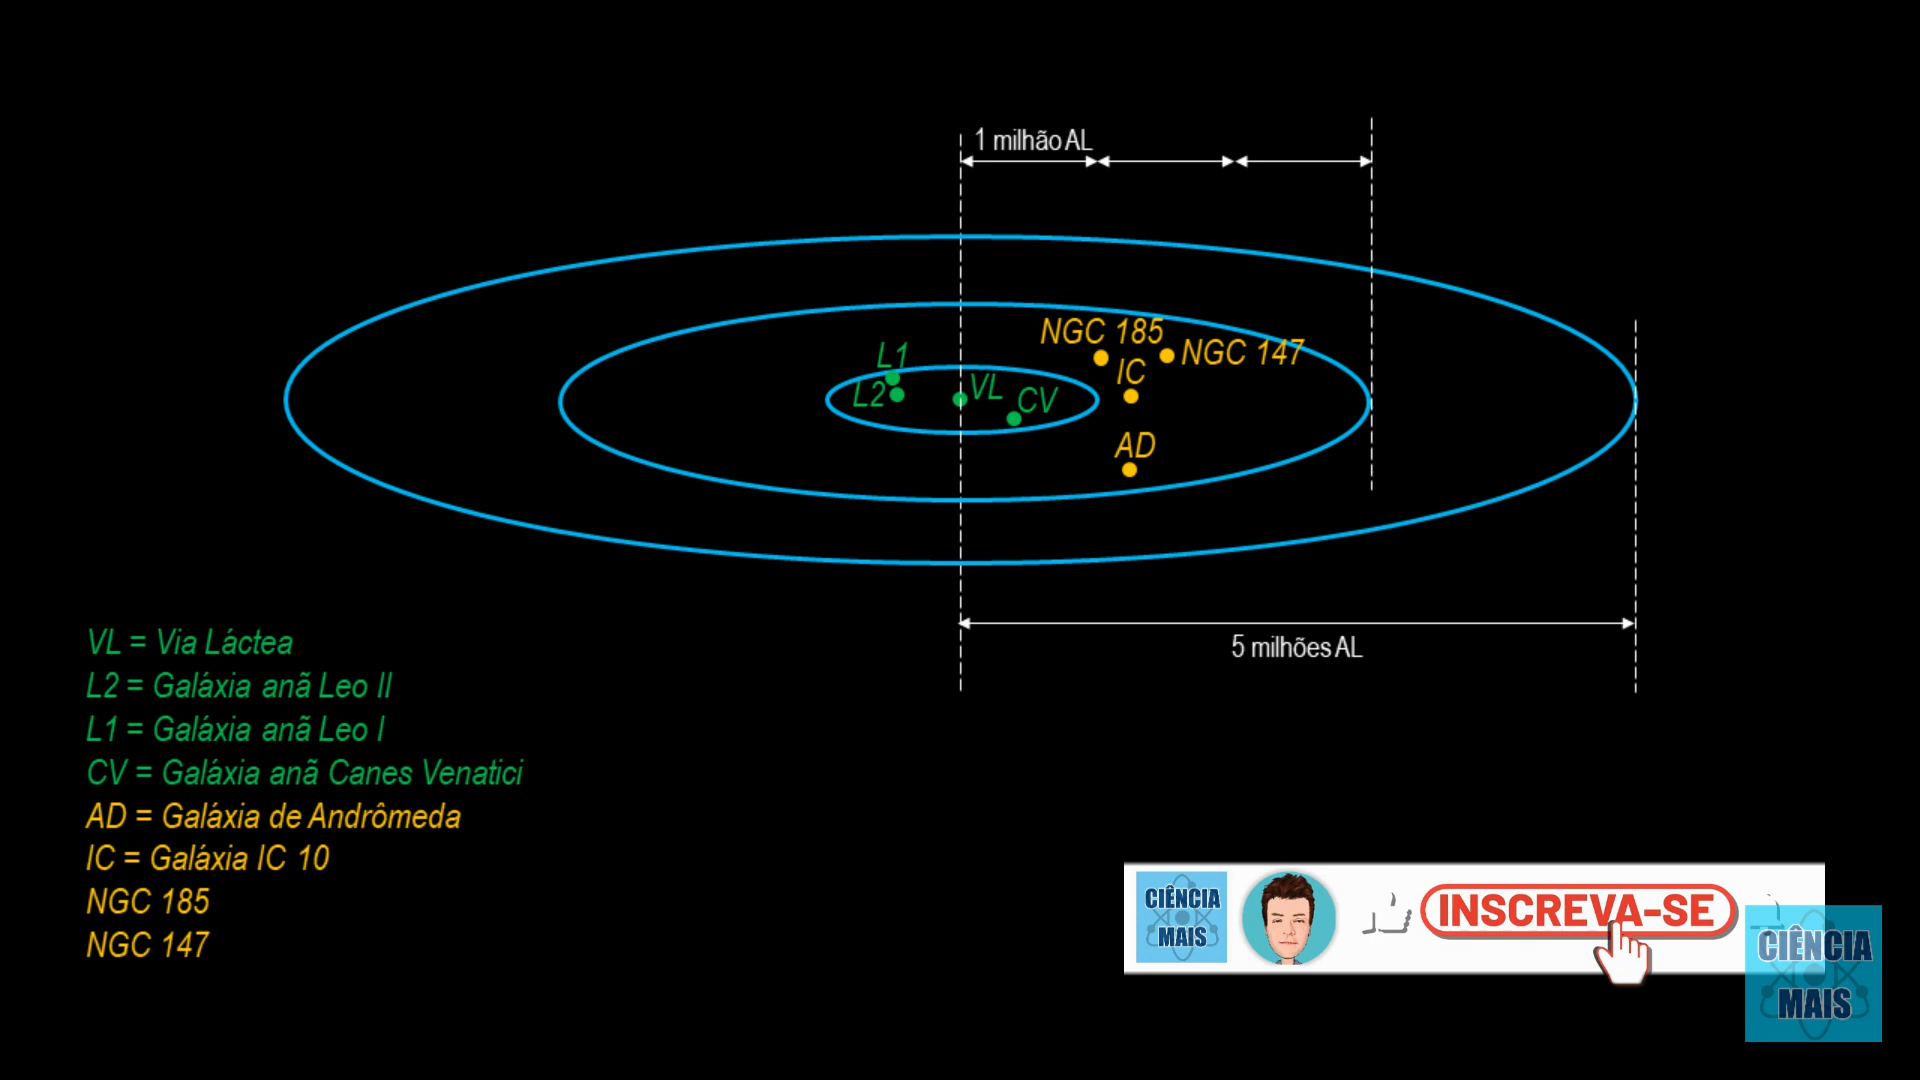 1 milhão AL
NGC 185
NGC 147
L1
IC
L2
VL
CV
AD
5 milhões AL
VL = Via Láctea
L2 = Galáxia anã Leo II
L1 = Galáxia anã Leo I
CV = Galáxia anã Canes Venatici
AD = Galáxia de Andrômeda
IC = Galáxia IC 10
NGC 185
NGC 147
CIÊNCIA
MAIS
INSCREVA-SE
CIÊNCIA
MAIS